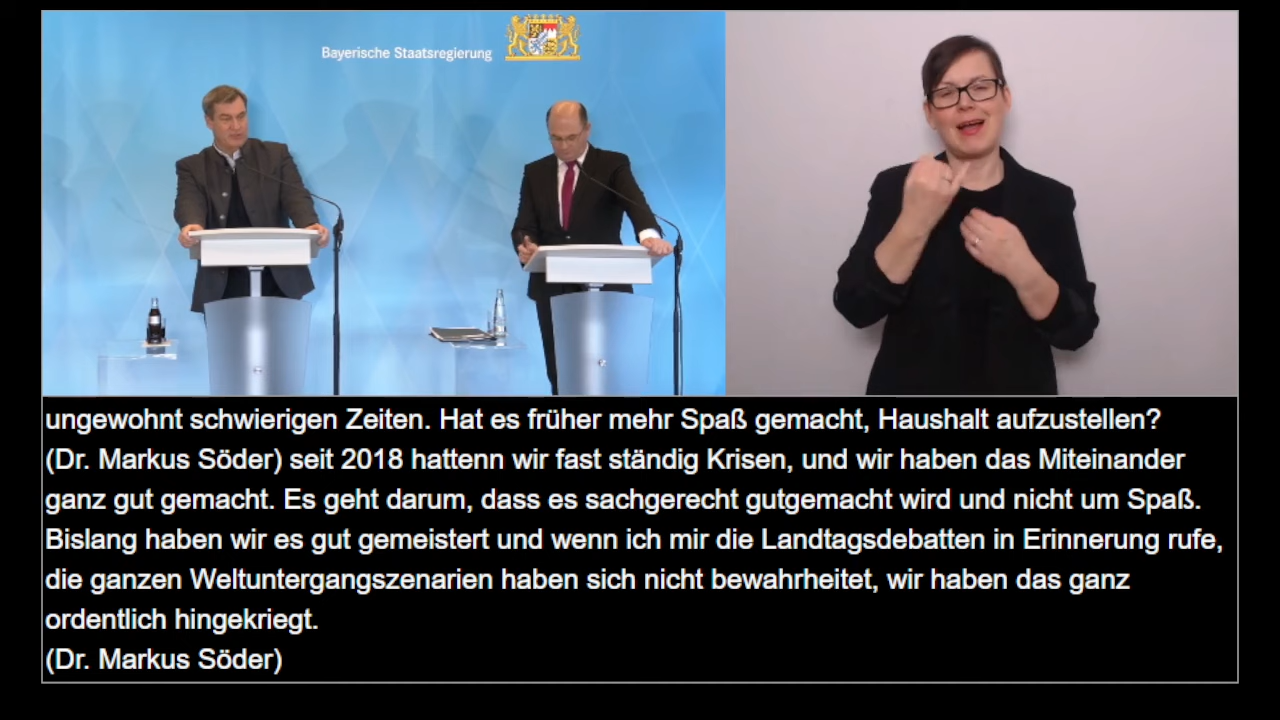 Bayerische Staatsregierung
ungewohnt schwierigen Zeiten. Hat es früher mehr Spaß gemacht, Haushalt aufzustellen?
(Dr. Markus Söder) seit 2018 hattenn wir fast ständig Krisen, und wir haben das Miteinander
ganz gut gemacht. Es geht darum, dass es sachgerecht gutgemacht wird und nicht um Spaß.
Bislang haben wir es gut gemeistert und wenn ich mir die Landtagsdebatten in Erinnerung rufe,
die ganzen Weltuntergangszenarien haben sich nicht bewahrheitet, wir haben das ganz
ordentlich hingekriegt.
(Dr. Markus Söder)